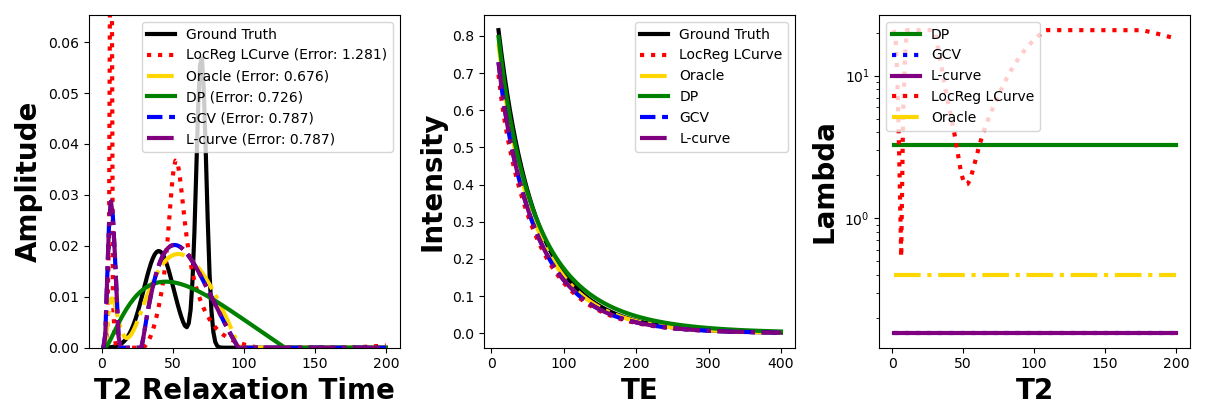 Amplitude
0.06
0.05
0.04
0.03
0.02
0.01
0.00
0 50 100 150 200
T2 Relaxation Time
Ground Truth
LocReg LCurve (Error: 1.281)
Oracle (Error: 0.676)
DP (Error: 0.726)
GCV (Error: 0.787)
L-curve (Error: 0.787)
Intensity
0.8
0.7
0.6
0.5
0.4
0.3
0.2
0.1
0.0
0 100 200 300 400
TE
Ground Truth
LocReg LCurve
Oracle
DP
GCV
L-curve
Lambda
10¹
10⁰
0 50 100 150 200
T2
DP
GCV
L-curve
LocReg LCurve
Oracle